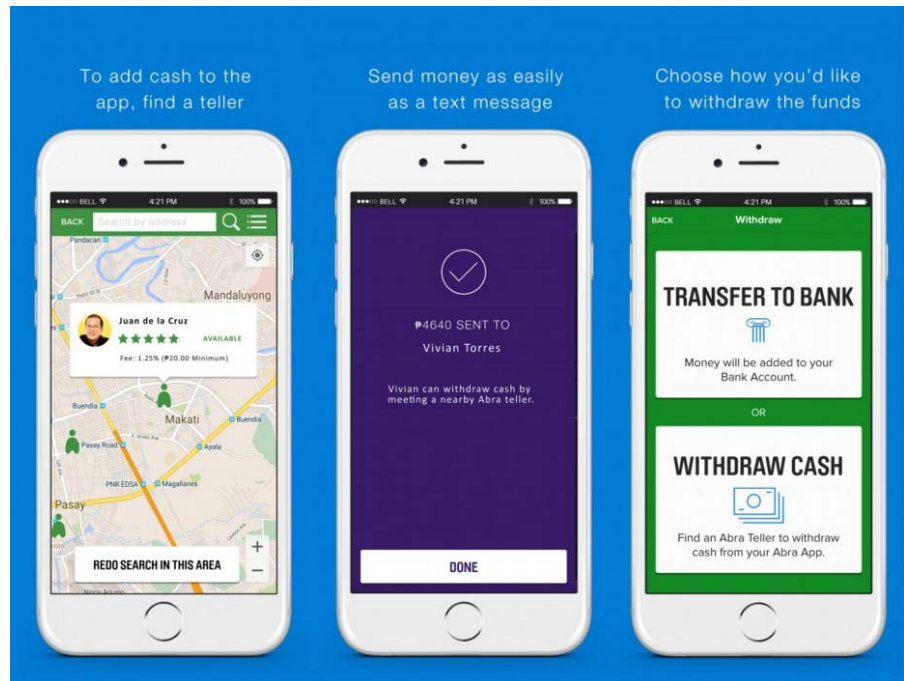 To add cash to the
app, find a teller
BELL
4:21 PM
100%
BACK
Search by address
Pandacan
Mandaluyong
Juan de la Cruz
AVAILABLE
Fee: 1.25% (₱20.00 Minimum)
Buendia
Makati
Buendia
Pasay Road
Ayala
PNR EDSA
Magallanes
Pasay
REDO SEARCH IN THIS AREA
+
−
Send money as easily
as a text message
BELL
4:21 PM
100%
₱4640 SENT TO
Vivian Torres
Vivian can withdraw cash by
meeting a nearby Abra teller.
DONE
Choose how you’d like
to withdraw the funds
BELL
4:21 PM
100%
BACK
Withdraw
TRANSFER TO BANK
Money will be added to your
Bank Account.
OR
WITHDRAW CASH
Find an Abra Teller to withdraw
cash from your Abra App.